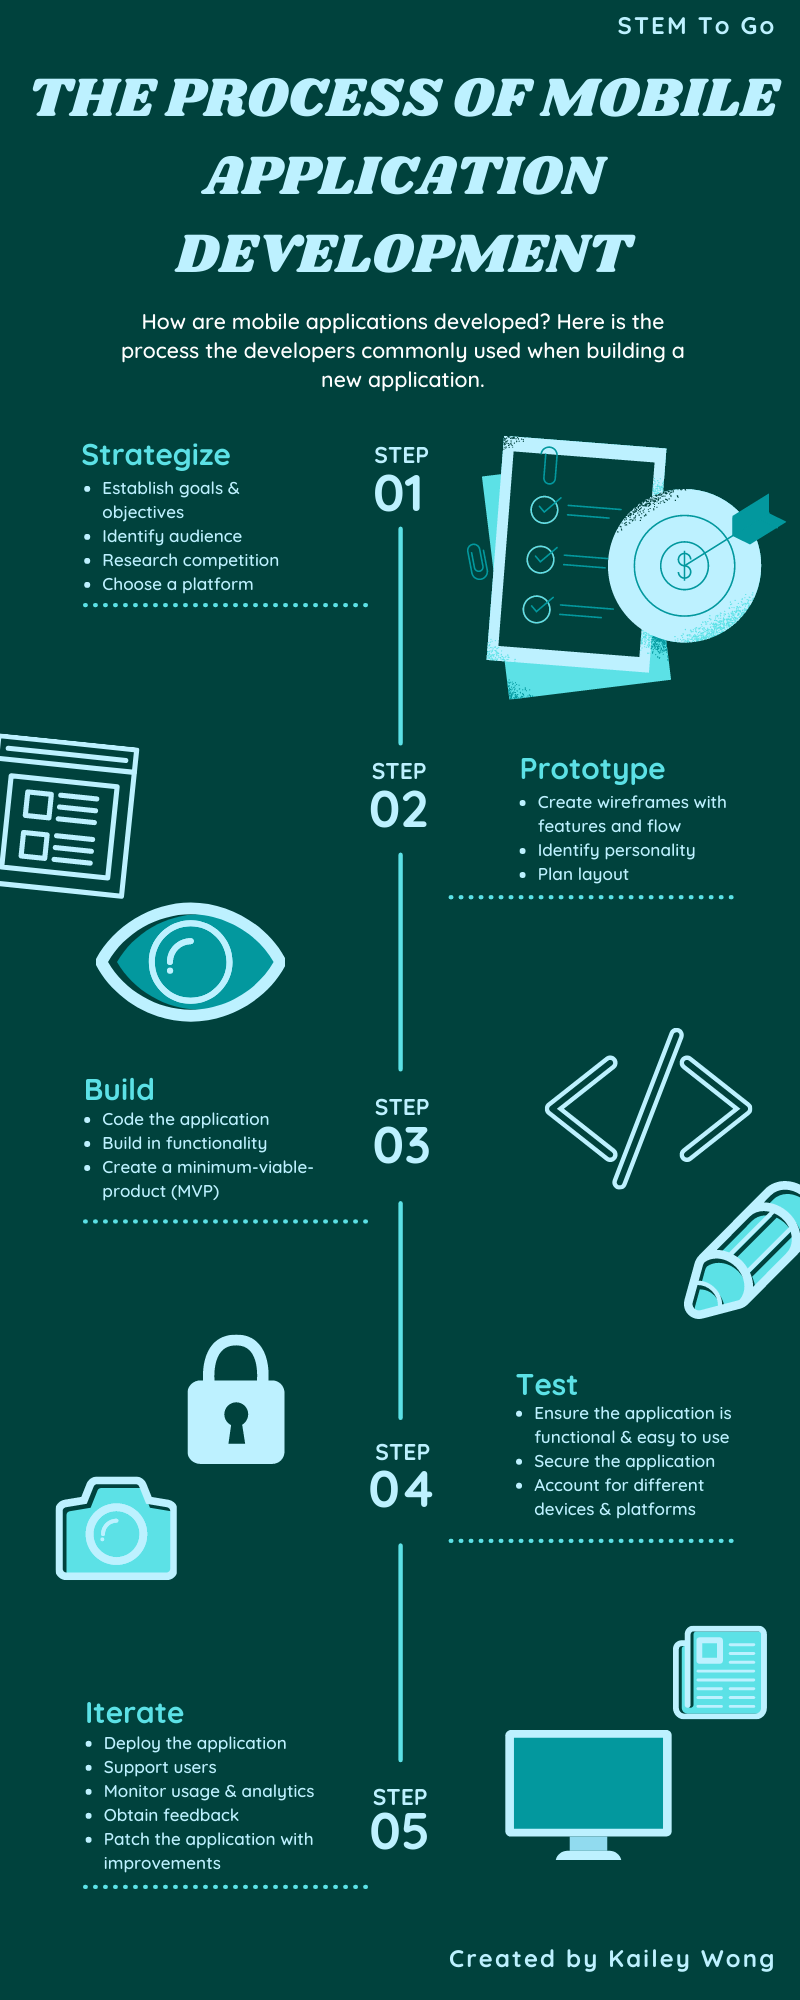 STEM To Go
THE PROCESS OF MOBILE
APPLICATION
DEVELOPMENT
How are mobile applications developed? Here is the
process the developers commonly used when building a
new application.
Strategize
• Establish goals &
objectives
• Identify audience
• Research competition
• Choose a platform
STEP
01
$
STEP
02
Prototype
• Create wireframes with
features and flow
• Identify personality
• Plan layout
Build
• Code the application
• Build in functionality
• Create a minimum-viable-
product (MVP)
STEP
03
</>
STEP
04
Test
• Ensure the application is
functional & easy to use
• Secure the application
• Account for different
devices & platforms
Iterate
• Deploy the application
• Support users
• Monitor usage & analytics
• Obtain feedback
• Patch the application with
improvements
STEP
05
Created by Kailey Wong